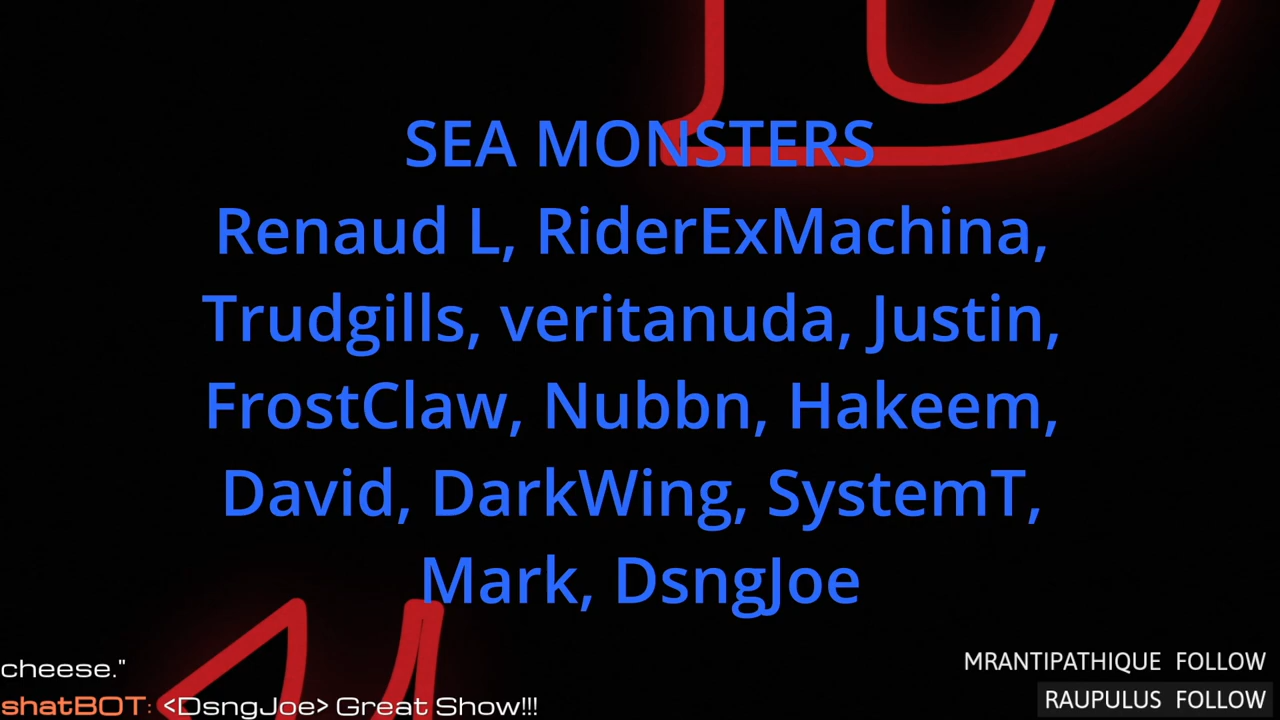 SEA MONSTERS
Renaud L, RiderExMachina,
Trudgills, veritanuda, Justin,
FrostClaw, Nubbn, Hakeem,
David, DarkWing, SystemT,
Mark, DsngJoe
cheese."
shatBOT: <DsngJoe> Great Show!!!
MRANTIPATHIQUE FOLLOW
RAUPULUS FOLLOW